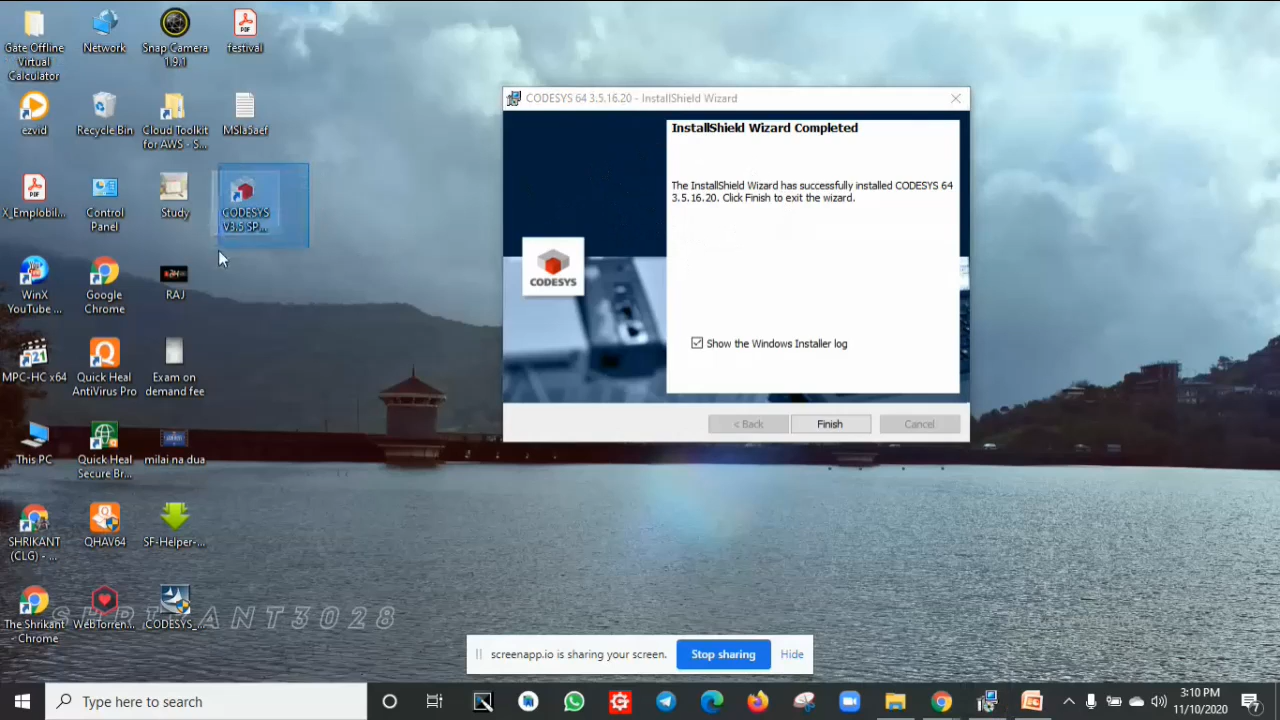 Gate Offline
Virtual
Calculator
Network
Snap Camera
1.9.1
festival
ezvid
Recycle Bin
Cloud Toolkit
for AWS - S...
MSIa5aef
X_Emplobil...
Control
Panel
Study
CODESYS
V3.5 SP...
WinX
YouTube ...
Google
Chrome
RAJ
MPC-HC x64
Quick Heal
AntiVirus Pro
Exam on
demand fee
This PC
Quick Heal
Secure Br...
milai na dua
SHRIKANT
(CLG) - ...
QHAV64
SF-Helper-...
The Shrikant
- Chrome
WebTorren...
CODESYS_...
SHRIKANT3028
CODESYS 64 3.5.16.20 - InstallShield Wizard
InstallShield Wizard Completed
The InstallShield Wizard has successfully installed CODESYS 64
3.5.16.20. Click Finish to exit the wizard.
CODESYS
Show the Windows Installer log
< Back
Finish
Cancel
screenapp.io is sharing your screen.
Stop sharing
Hide
Type here to search
3:10 PM
11/10/2020
7